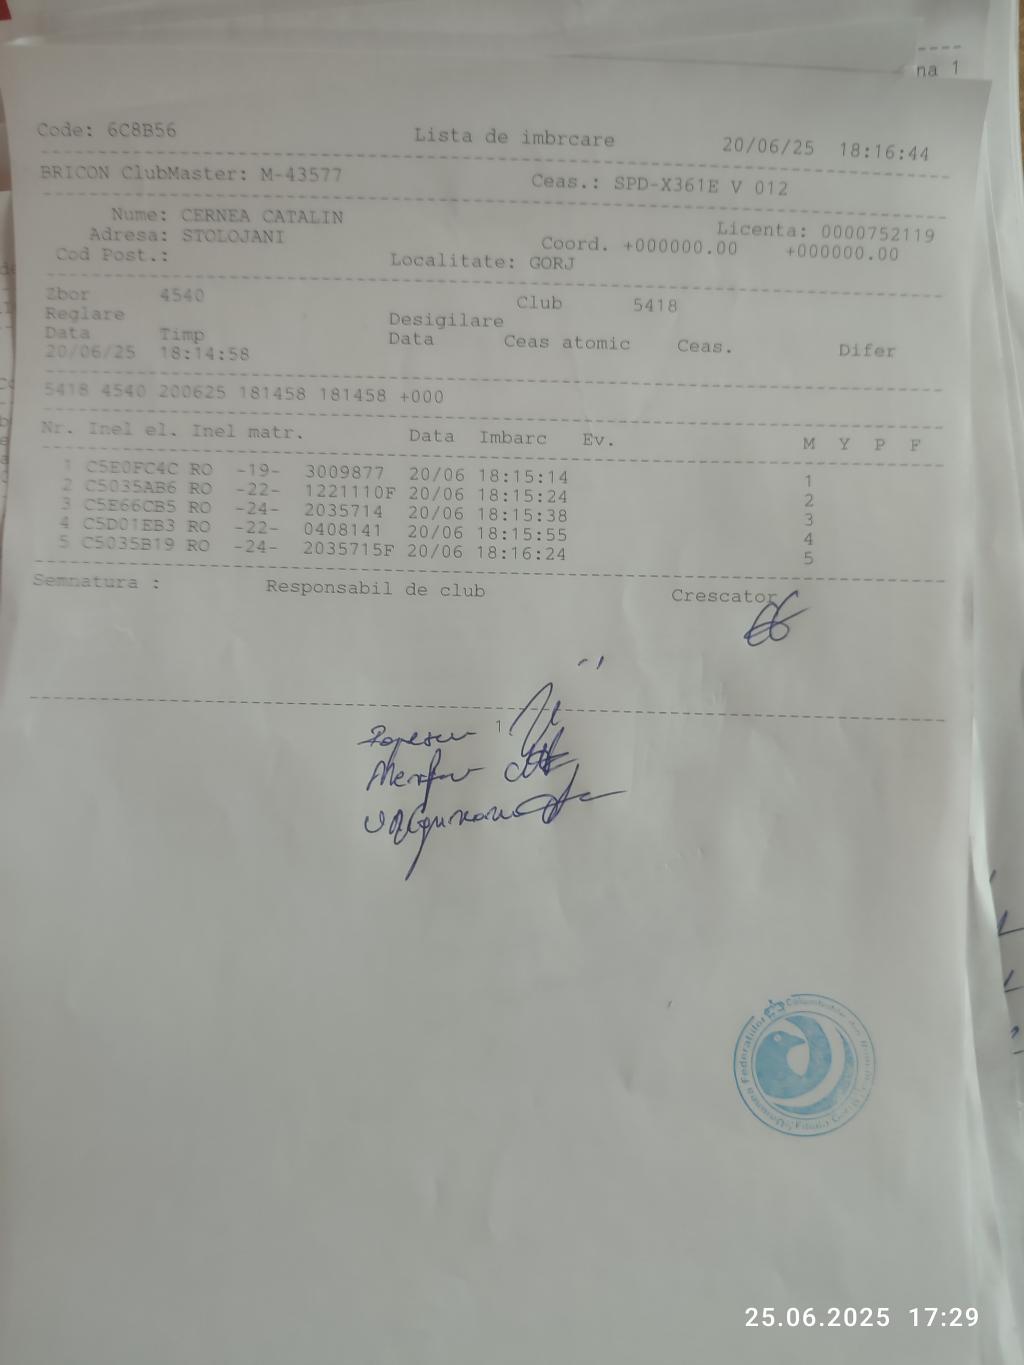 na 1
Code: 6C8B56 Lista de imbrcare 20/06/25 18:16:44
BRICON ClubMaster: M-43577 Ceas.: SPD-X361E V 012
Nume: CERNEA CATALIN Licenta: 0000752119
Adresa: STOLOJANI Coord. +000000.00 +000000.00
Cod Post.: Localitate: GORJ
Zbor 4540 Club 5418
Reglare Desigilare
Data Timp Data Ceas atomic Ceas. Difer
20/06/25 18:14:58
5418 4540 200625 181458 181458 +000
Nr. Inel el. Inel matr. Data Imbarc Ev. M Y P F
1 C5E0FC4C RO -19- 3009877 20/06 18:15:14 1
2 C5035AB6 RO -22- 1221110F 20/06 18:15:24 2
3 C5E66CB5 RO -24- 2035714 20/06 18:15:38 3
4 C5D01EB3 RO -22- 0408141 20/06 18:15:55 4
5 C5035B19 RO -24- 2035715F 20/06 18:16:24 5
Semnatura : Responsabil de club Crescator
1
Popescu
25.06.2025 17:29